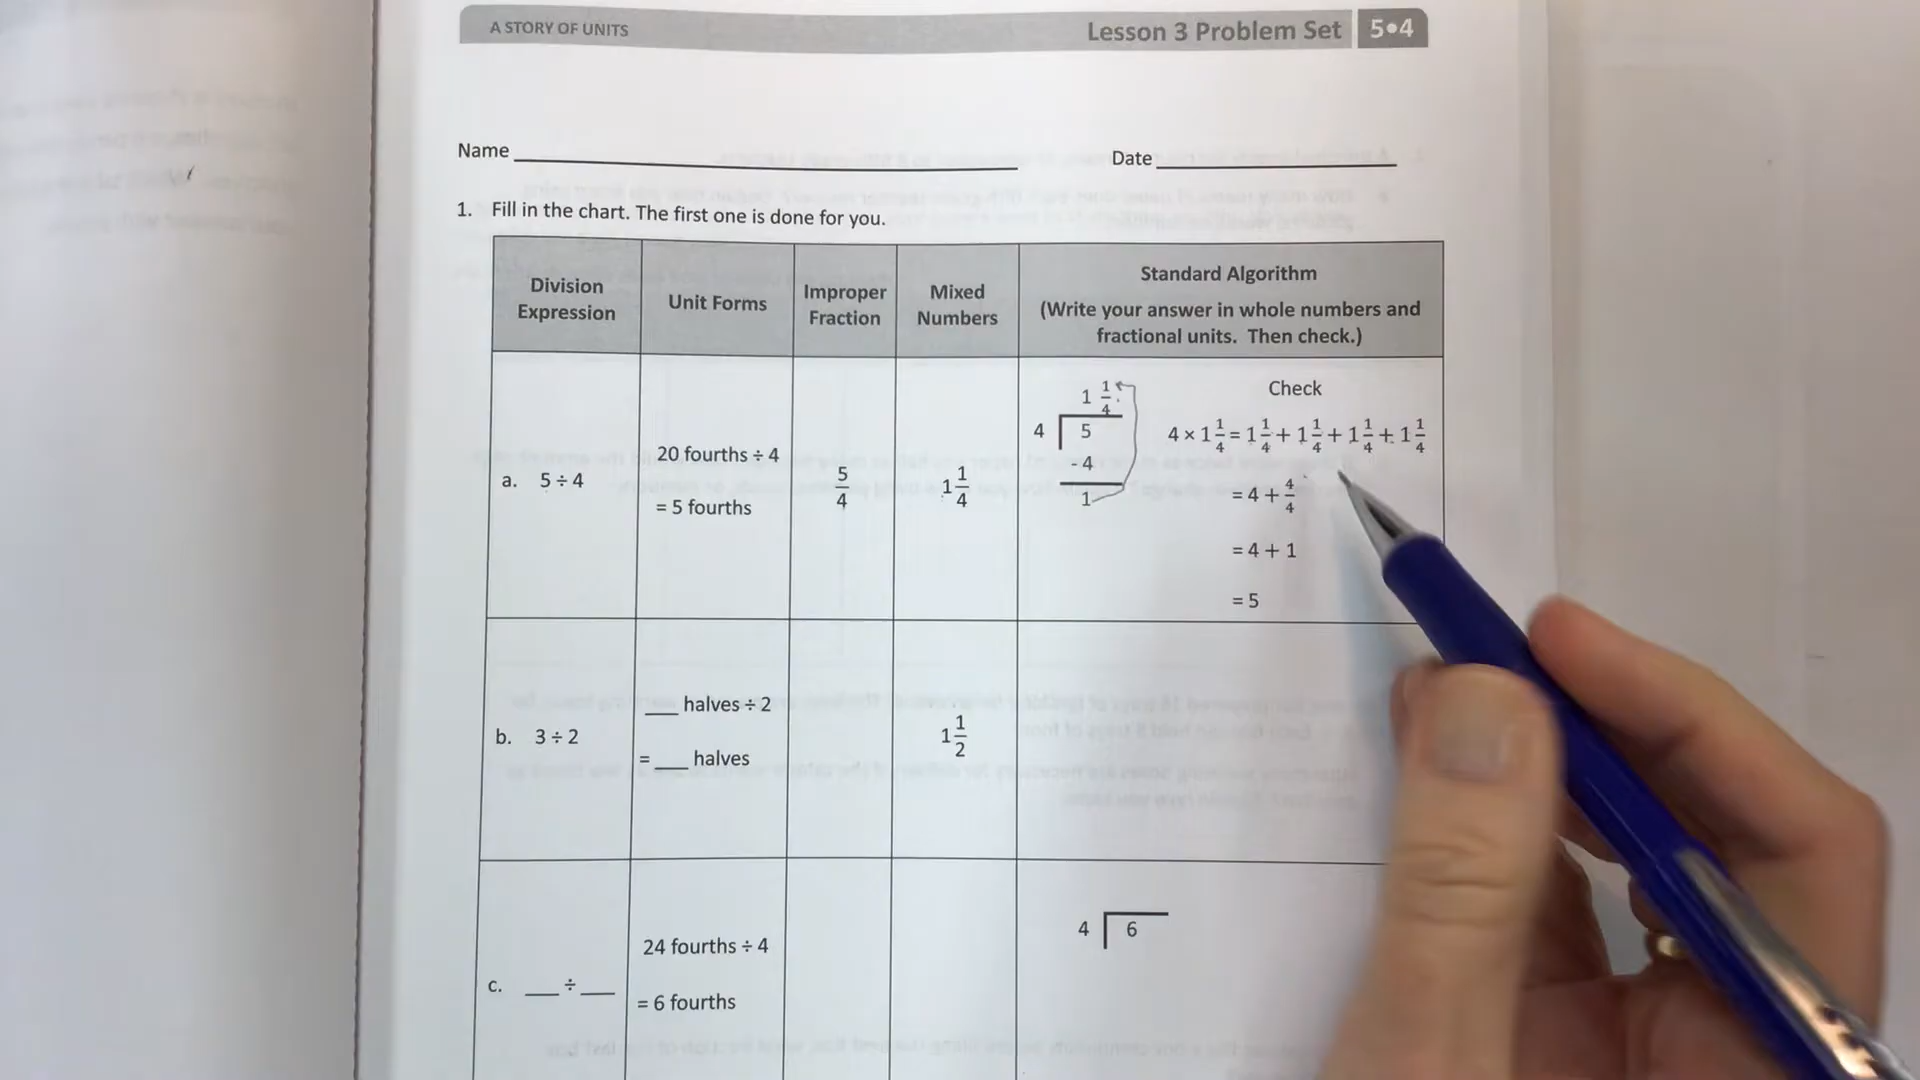 A STORY OF UNITS
Lesson 3 Problem Set 5•4
Name
Date
1. Fill in the chart. The first one is done for you.
Division Expression
Unit Forms
Improper Fraction
Mixed Numbers
Standard Algorithm
(Write your answer in whole numbers and
fractional units. Then check.)
a. 5 ÷ 4
20 fourths ÷ 4
= 5 fourths
5/4
1 1/4
1 1/4
4 5
- 4
1
Check
4 × 1 1/4 = 1 1/4 + 1 1/4 + 1 1/4 + 1 1/4
= 4 + 4/4
= 4 + 1
= 5
b. 3 ÷ 2
___ halves ÷ 2
= ___ halves
1 1/2
c. ___ ÷ ___
24 fourths ÷ 4
= 6 fourths
4 6